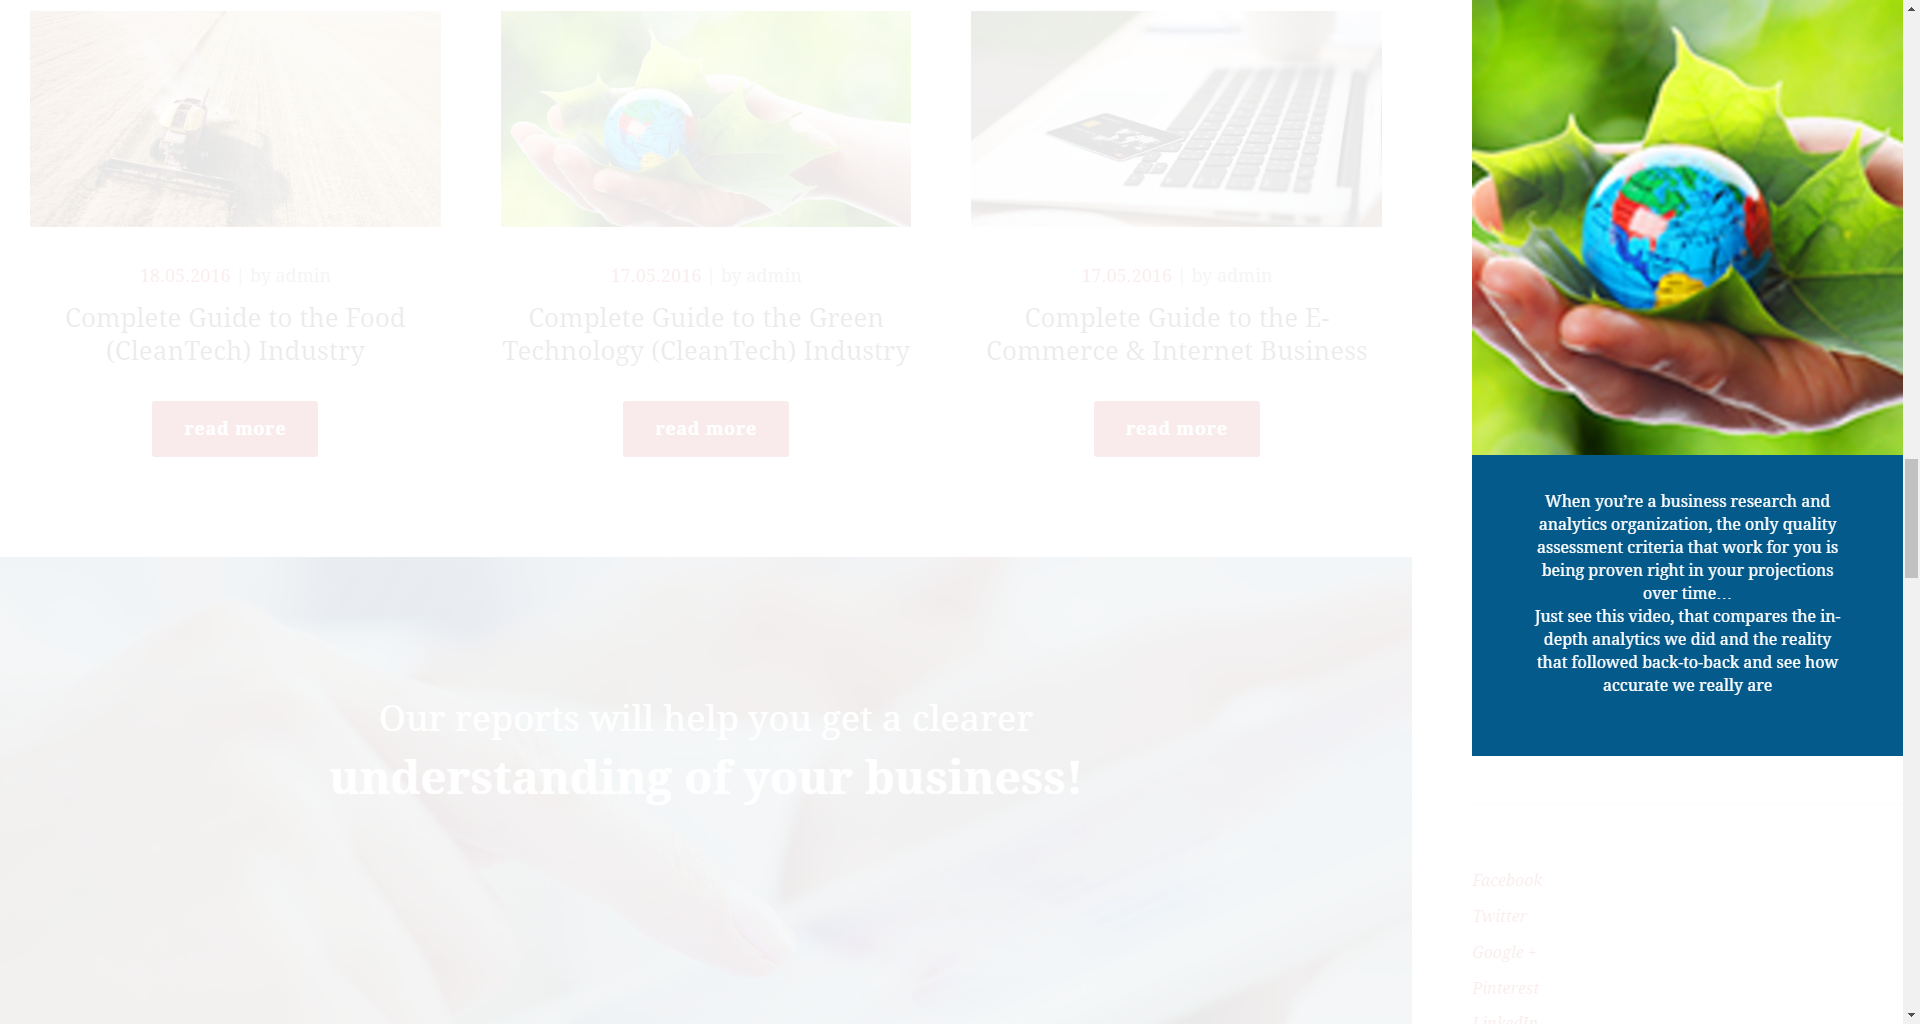 18.05.2016 | by admin
Complete Guide to the Food
(CleanTech) Industry
read more
17.05.2016 | by admin
Complete Guide to the Green
Technology (CleanTech) Industry
read more
17.05.2016 | by admin
Complete Guide to the E-
Commerce & Internet Business
read more
Our reports will help you get a clearer
understanding of your business!
When you’re a business research and
analytics organization, the only quality
assessment criteria that work for you is
being proven right in your projections
over time…
Just see this video, that compares the in-
depth analytics we did and the reality
that followed back-to-back and see how
accurate we really are
Facebook
Twitter
Google +
Pinterest
LinkedIn